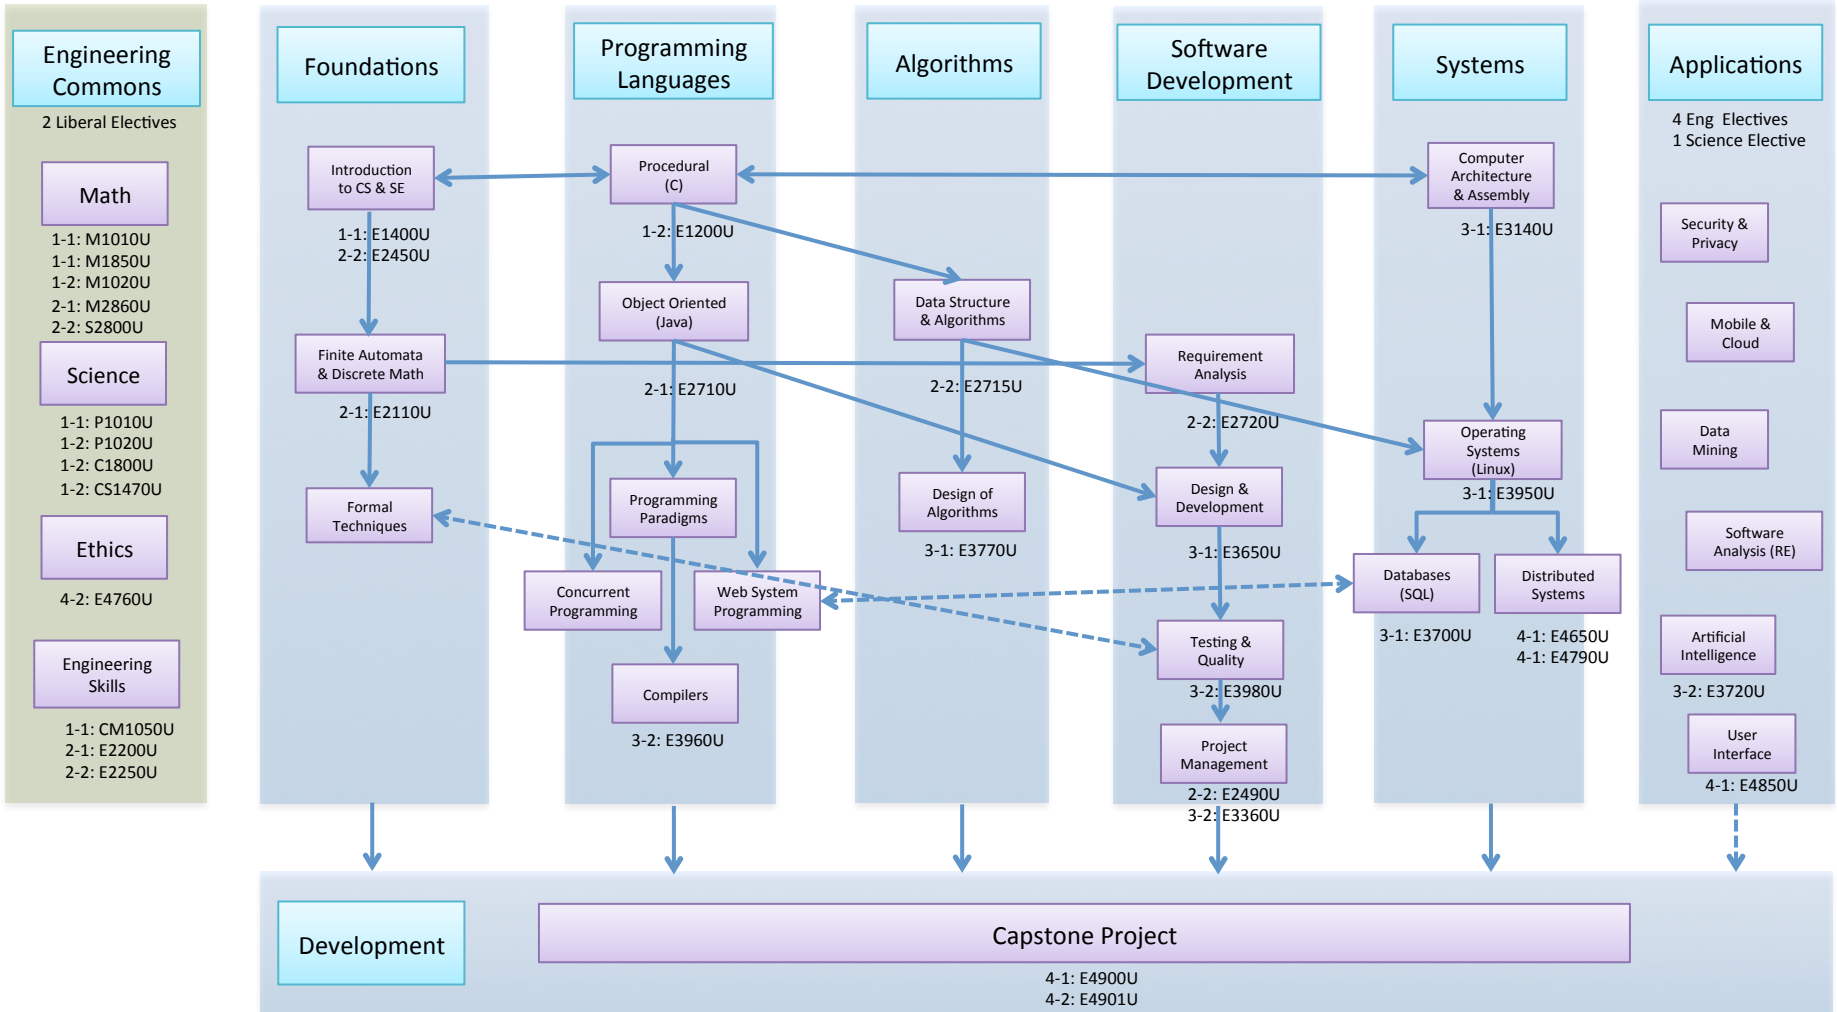 Engineering
Commons
2 Liberal Electives
Math
1-1: M1010U
1-1: M1850U
1-2: M1020U
2-1: M2860U
2-2: S2800U
Science
1-1: P1010U
1-2: P1020U
1-2: C1800U
1-2: CS1470U
Ethics
4-2: E4760U
Engineering
Skills
1-1: CM1050U
2-1: E2200U
2-2: E2250U
Foundations
Introduction
to CS & SE
1-1: E1400U
2-2: E2450U
Finite Automata
& Discrete Math
2-1: E2110U
Formal
Techniques
Programming
Languages
Procedural
(C)
1-2: E1200U
Object Oriented
(Java)
2-1: E2710U
Programming
Paradigms
Concurrent
Programming
Web System
Programming
Compilers
3-2: E3960U
Algorithms
Data Structure
& Algorithms
2-2: E2715U
Design of
Algorithms
3-1: E3770U
Software
Development
Requirement
Analysis
2-2: E2720U
Design &
Development
3-1: E3650U
Testing &
Quality
3-2: E3980U
Project
Management
2-2: E2490U
3-2: E3360U
Systems
Computer
Architecture
& Assembly
3-1: E3140U
Operating
Systems
(Linux)
3-1: E3950U
Databases
(SQL)
3-1: E3700U
Distributed
Systems
4-1: E4650U
4-1: E4790U
Applications
4 Eng Electives
1 Science Elective
Security &
Privacy
Mobile &
Cloud
Data
Mining
Software
Analysis (RE)
Artificial
Intelligence
3-2: E3720U
User
Interface
4-1: E4850U
Development
Capstone Project
4-1: E4900U
4-2: E4901U